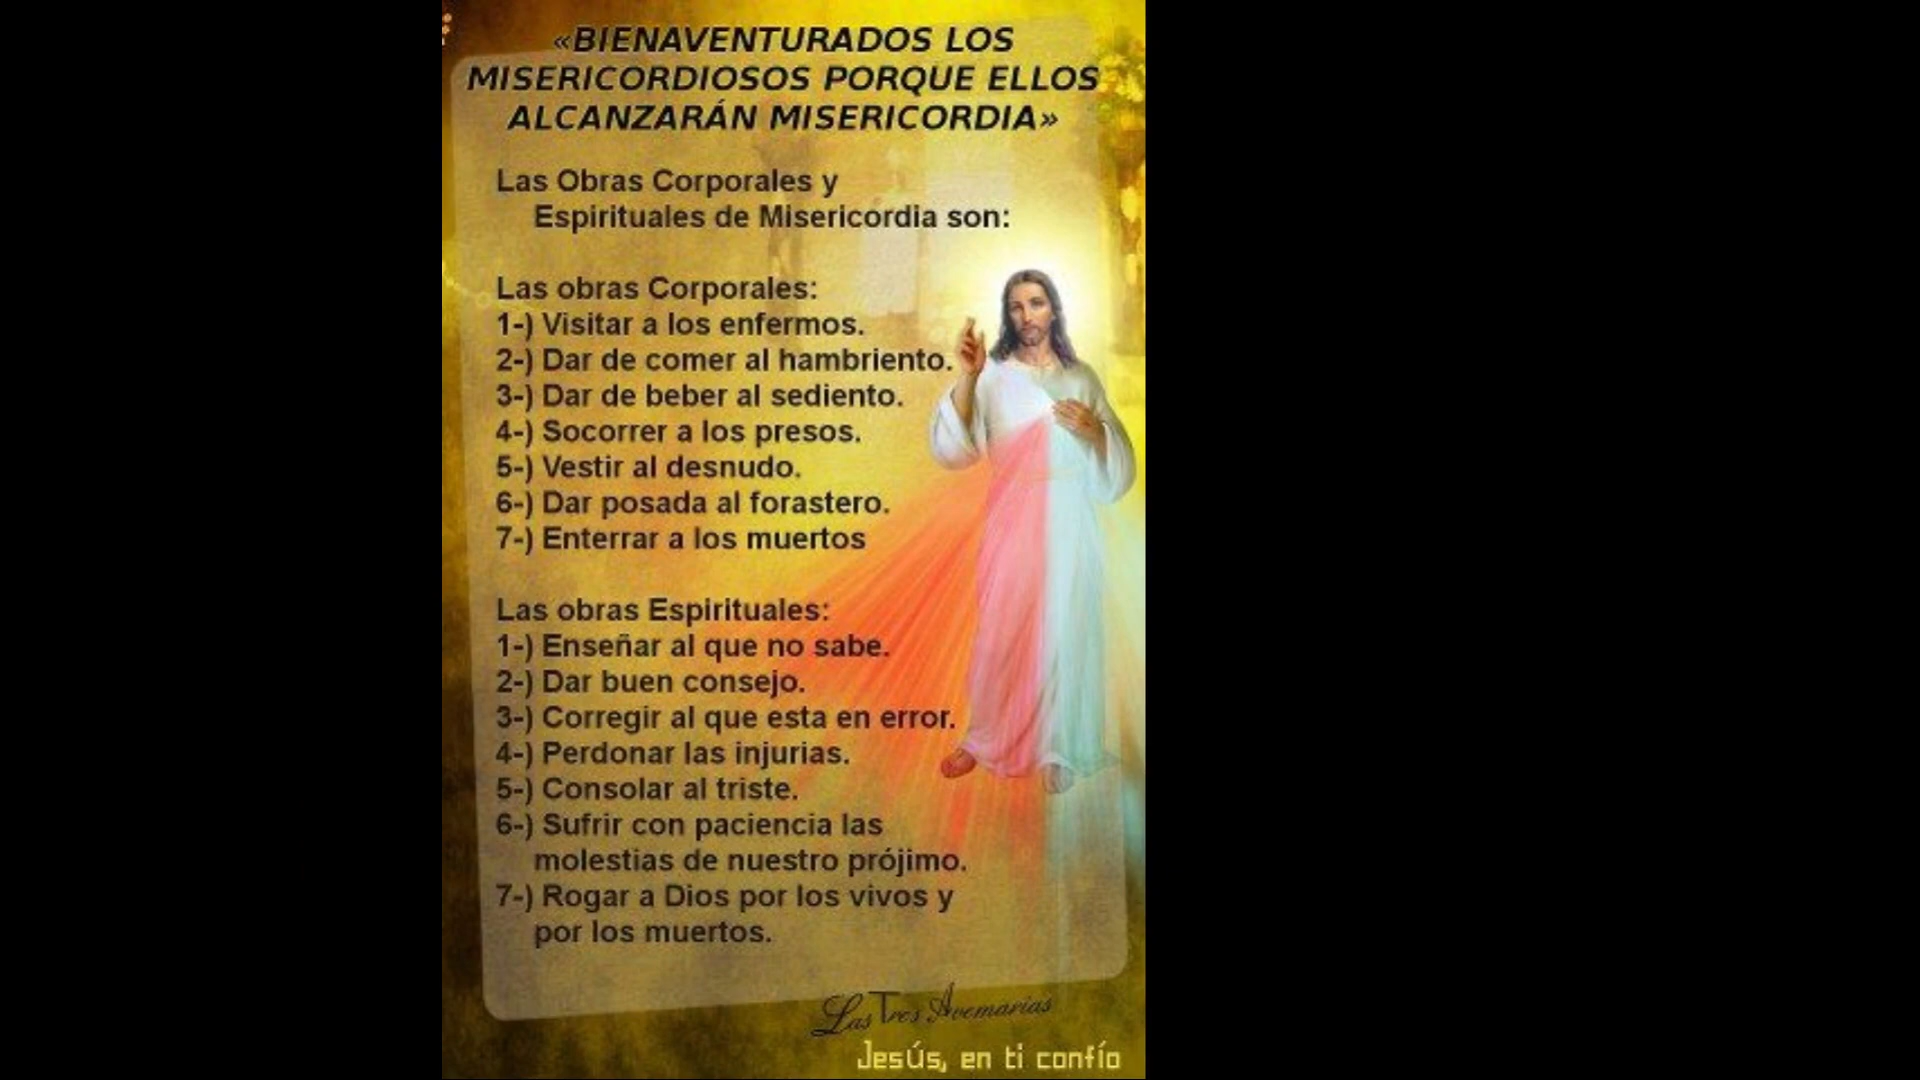 «BIENAVENTURADOS LOS
MISERICORDIOSOS PORQUE ELLOS
ALCANZARÁN MISERICORDIA»
Las Obras Corporales y
Espirituales de Misericordia son:
Las obras Corporales:
1-) Visitar a los enfermos.
2-) Dar de comer al hambriento.
3-) Dar de beber al sediento.
4-) Socorrer a los presos.
5-) Vestir al desnudo.
6-) Dar posada al forastero.
7-) Enterrar a los muertos
Las obras Espirituales:
1-) Enseñar al que no sabe.
2-) Dar buen consejo.
3-) Corregir al que esta en error.
4-) Perdonar las injurias.
5-) Consolar al triste.
6-) Sufrir con paciencia las
molestias de nuestro prójimo.
7-) Rogar a Dios por los vivos y
por los muertos.
Las Tres Avemarías
Jesús, en ti confío